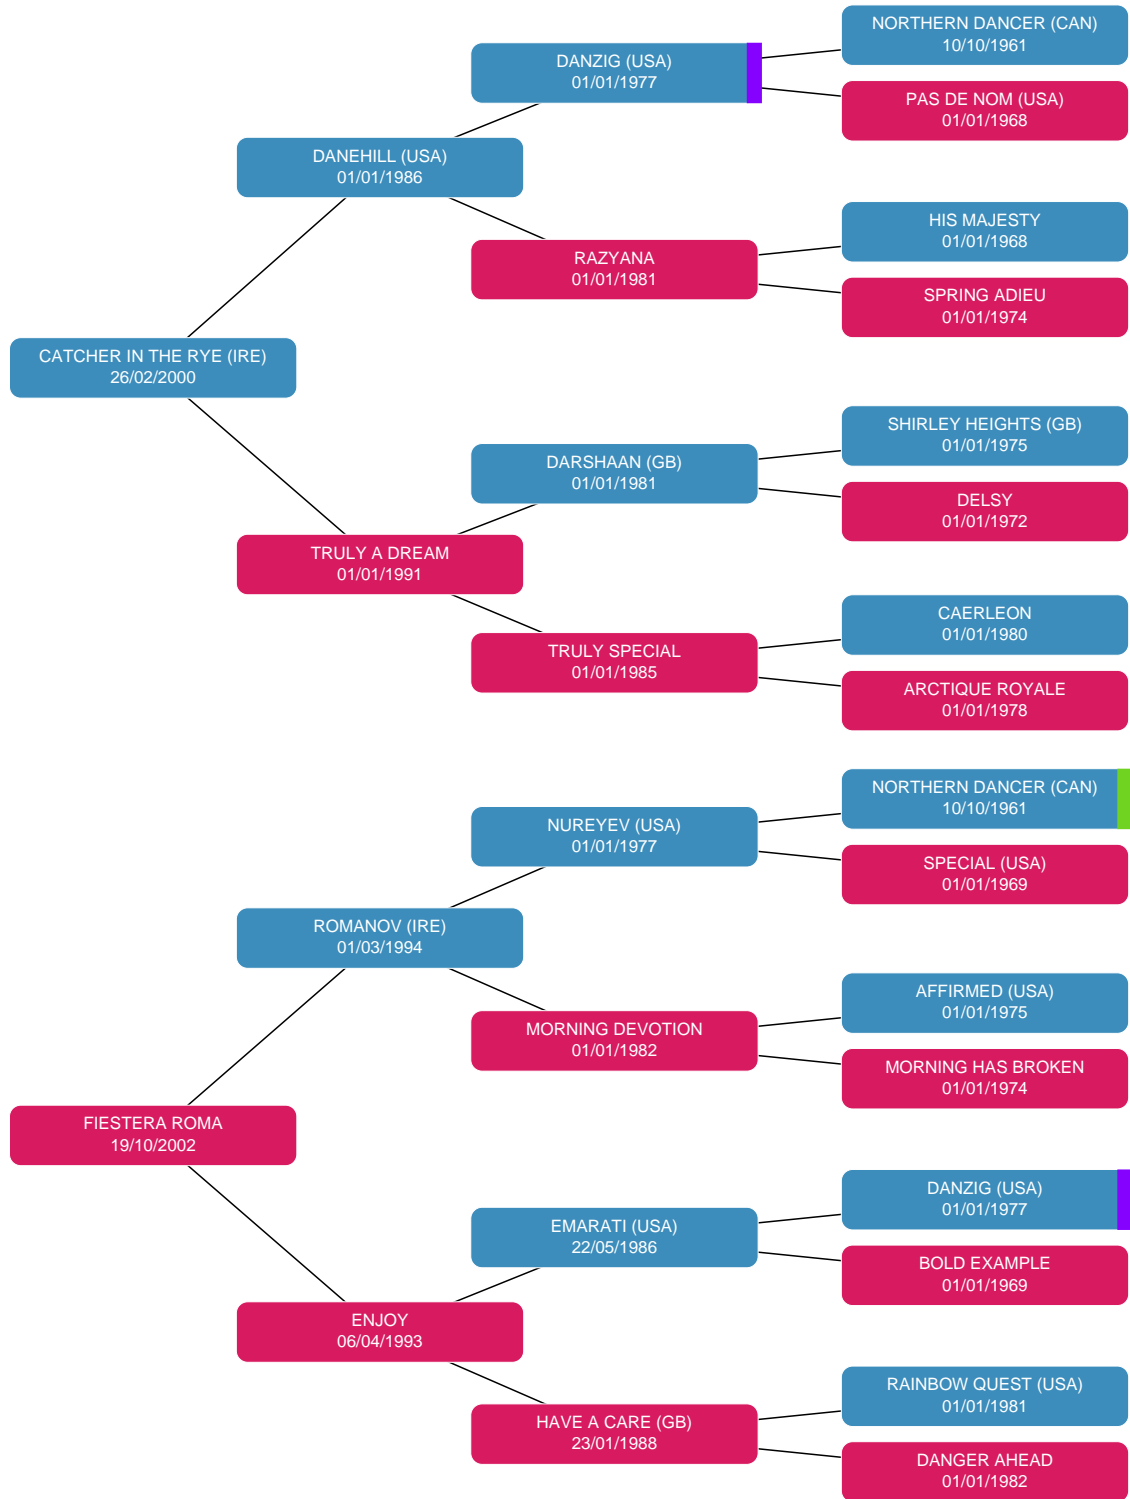 NORTHERN DANCER (CAN)
10/10/1961
DANZIG (USA)
01/01/1977
PAS DE NOM (USA)
01/01/1968
DANEHILL (USA)
01/01/1986
HIS MAJESTY
01/01/1968
RAZYANA
01/01/1981
SPRING ADIEU
01/01/1974
CATCHER IN THE RYE (IRE)
26/02/2000
SHIRLEY HEIGHTS (GB)
01/01/1975
DARSHAAN (GB)
01/01/1981
DELSY
01/01/1972
TRULY A DREAM
01/01/1991
CAERLEON
01/01/1980
TRULY SPECIAL
01/01/1985
ARCTIQUE ROYALE
01/01/1978
NORTHERN DANCER (CAN)
10/10/1961
NUREYEV (USA)
01/01/1977
SPECIAL (USA)
01/01/1969
ROMANOV (IRE)
01/03/1994
AFFIRMED (USA)
01/01/1975
MORNING DEVOTION
01/01/1982
MORNING HAS BROKEN
01/01/1974
FIESTERA ROMA
19/10/2002
DANZIG (USA)
01/01/1977
EMARATI (USA)
22/05/1986
BOLD EXAMPLE
01/01/1969
ENJOY
06/04/1993
RAINBOW QUEST (USA)
01/01/1981
HAVE A CARE (GB)
23/01/1988
DANGER AHEAD
01/01/1982